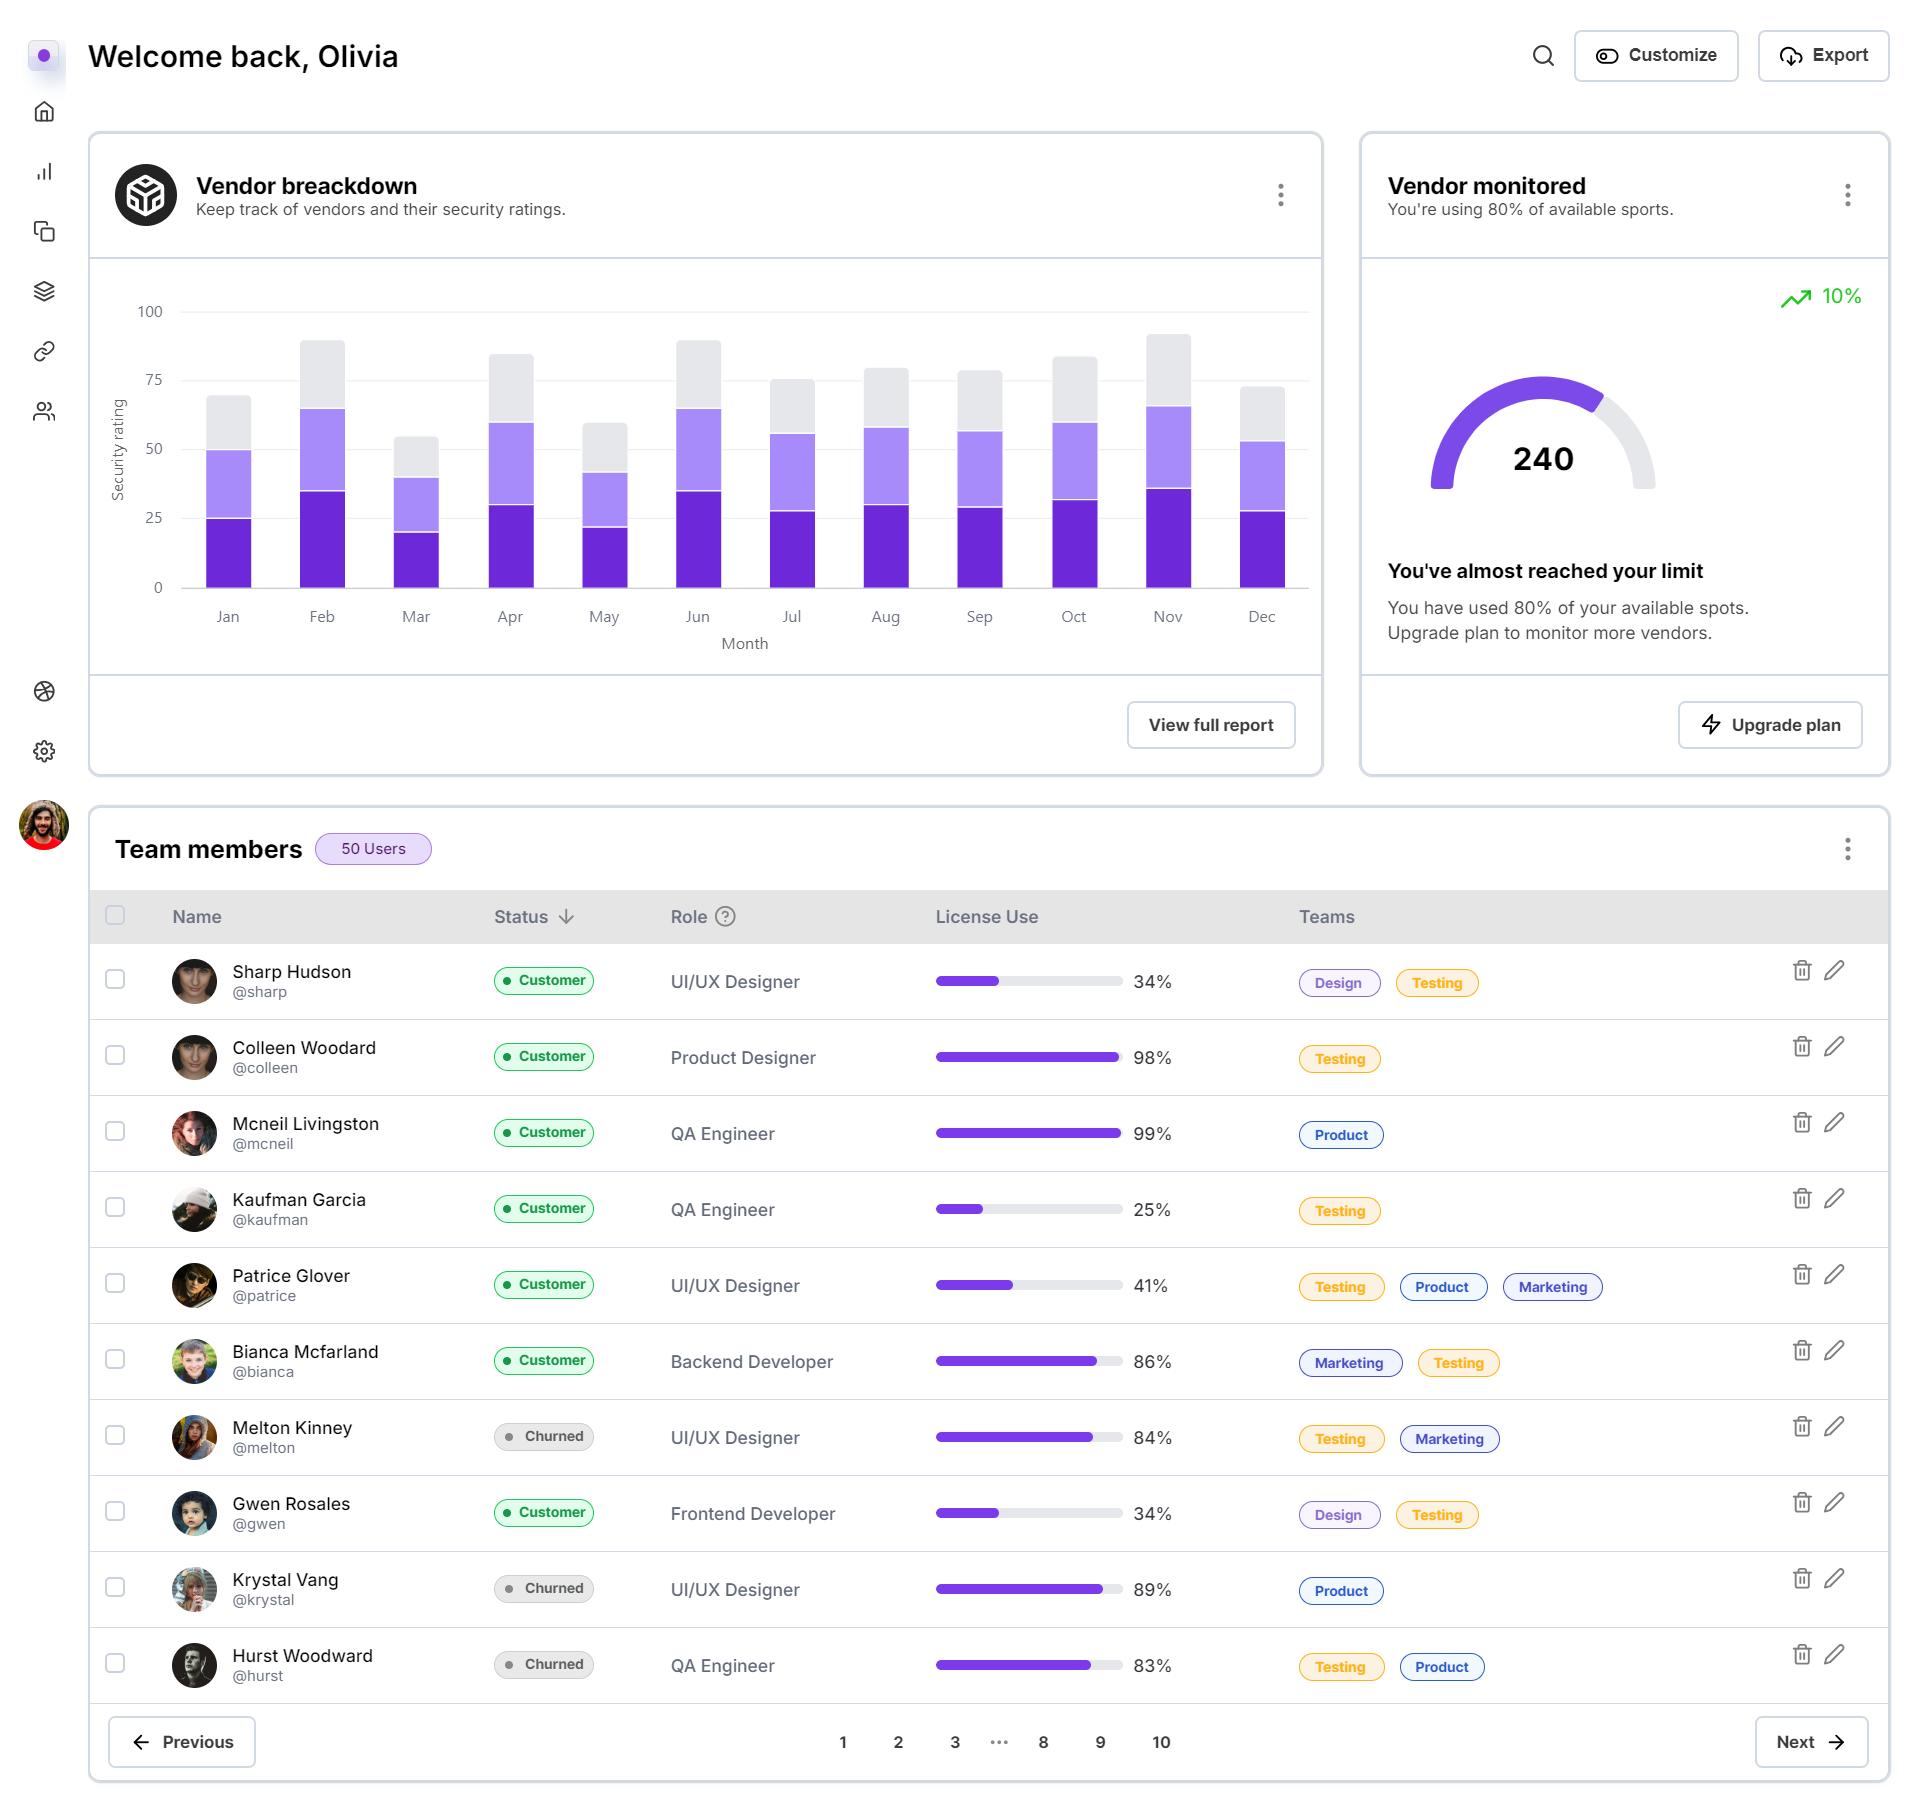 Welcome back, Olivia
Customize
Export
Vendor breackdown
Keep track of vendors and their security ratings.
100
75
50
25
0
Security rating
Jan Feb Mar Apr May Jun Jul Aug Sep Oct Nov Dec
Month
View full report
Vendor monitored
You're using 80% of available sports.
10%
240
You've almost reached your limit
You have used 80% of your available spots.
Upgrade plan to monitor more vendors.
Upgrade plan
Team members 50 Users
Name Status Role ? License Use Teams
Sharp Hudson
@sharp
Customer UI/UX Designer 34% Design Testing
Colleen Woodard
@colleen
Customer Product Designer 98% Testing
Mcneil Livingston
@mcneil
Customer QA Engineer 99% Product
Kaufman Garcia
@kaufman
Customer QA Engineer 25% Testing
Patrice Glover
@patrice
Customer UI/UX Designer 41% Testing Product Marketing
Bianca Mcfarland
@bianca
Customer Backend Developer 86% Marketing Testing
Melton Kinney
@melton
Churned UI/UX Designer 84% Testing Marketing
Gwen Rosales
@gwen
Customer Frontend Developer 34% Design Testing
Krystal Vang
@krystal
Churned UI/UX Designer 89% Product
Hurst Woodward
@hurst
Churned QA Engineer 83% Testing Product
Previous 1 2 3 ··· 8 9 10 Next